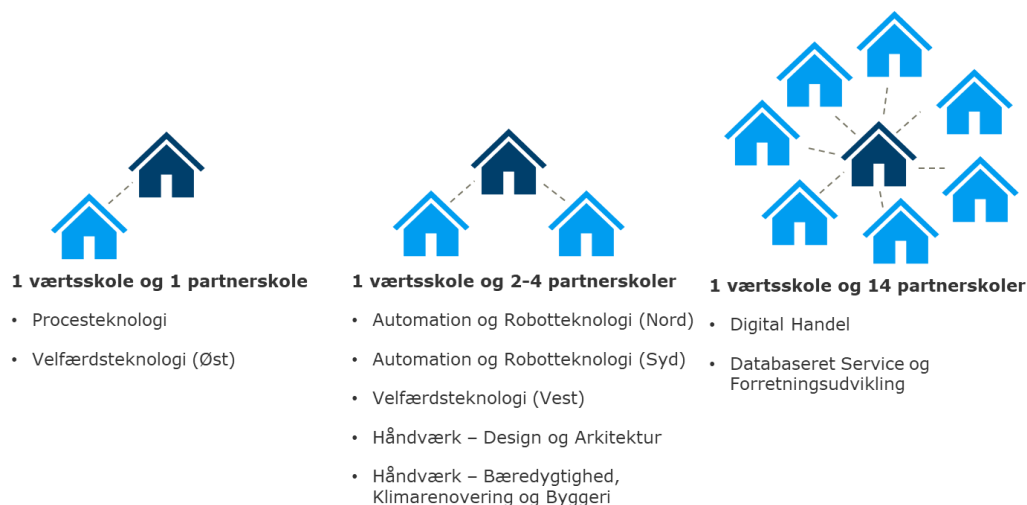 1 værtsskole og 1 partnerskole
• Procesteknologi
• Velfærdsteknologi (Øst)
1 værtsskole og 2-4 partnerskoler
• Automation og Robotteknologi (Nord)
• Automation og Robotteknologi (Syd)
• Velfærdsteknologi (Vest)
• Håndværk – Design og Arkitektur
• Håndværk – Bæredygtighed,
Klimarenovering og Byggeri
1 værtsskole og 14 partnerskoler
• Digital Handel
• Databaseret Service og
Forretningsudvikling